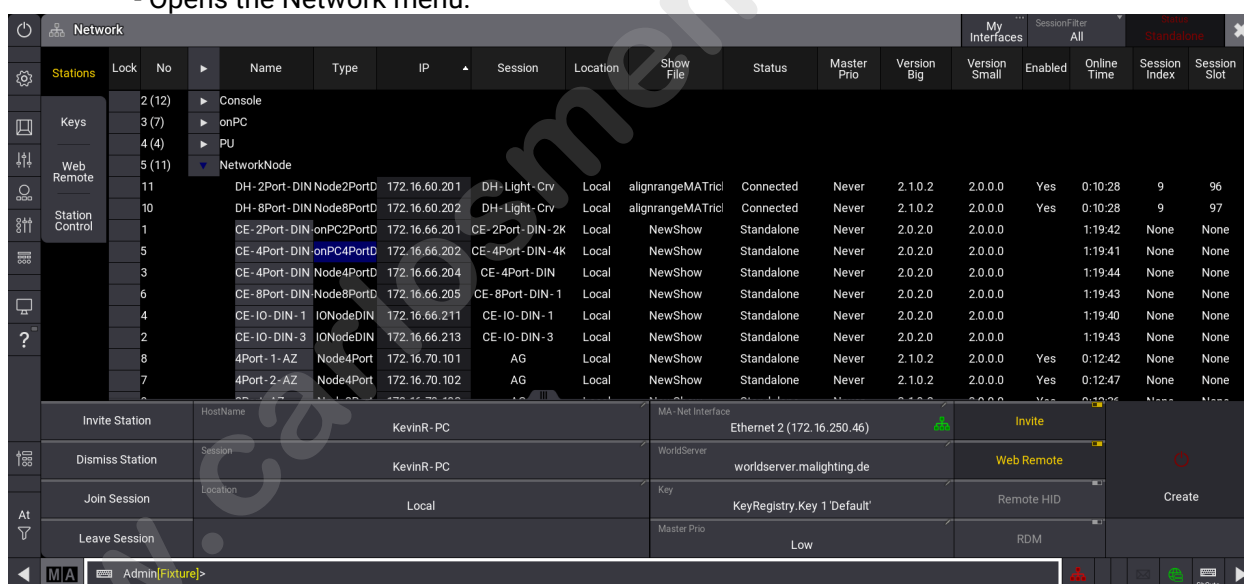 - Opens the Network menu.
Network
My Interfaces
SessionFilter
All
Status
Standalone
Stations Lock No Name Type IP Session Location Show File Status Master Prio Version Big Version Small Enabled Online Time Session Index Session Slot
2 (12) Console
Keys 3 (7) onPC
4 (4) PU
Web Remote 5 (11) NetworkNode
11 DH-2Port-DIN Node2PortD 172.16.60.201 DH-Light-Crv Local alignrangeMATricl Connected Never 2.1.0.2 2.0.0.0 Yes 0:10:28 9 96
10 DH-8Port-DIN Node8PortD 172.16.60.202 DH-Light-Crv Local alignrangeMATricl Connected Never 2.1.0.2 2.0.0.0 Yes 0:10:28 9 97
Station Control 1 CE-2Port-DIN- onPC2PortD 172.16.66.201 CE-2Port-DIN-2K Local NewShow Standalone Never 2.0.2.0 2.0.0.0 1:19:42 None None
5 CE-4Port-DIN- onPC4PortD 172.16.66.202 CE-4Port-DIN-4K Local NewShow Standalone Never 2.0.2.0 2.0.0.0 1:19:41 None None
3 CE-4Port-DIN Node4PortD 172.16.66.204 CE-4Port-DIN Local NewShow Standalone Never 2.0.2.0 2.0.0.0 1:19:44 None None
6 CE-8Port-DIN- Node8PortD 172.16.66.205 CE-8Port-DIN-1 Local NewShow Standalone Never 2.0.2.0 2.0.0.0 1:19:43 None None
4 CE-IO-DIN-1 IONodeDIN 172.16.66.211 CE-IO-DIN-1 Local NewShow Standalone Never 2.0.2.0 2.0.0.0 1:19:40 None None
? 2 CE-IO-DIN-3 IONodeDIN 172.16.66.213 CE-IO-DIN-3 Local NewShow Standalone Never 2.0.2.0 2.0.0.0 1:19:43 None None
8 4Port-1-AZ Node4Port 172.16.70.101 AG Local NewShow Standalone Never 2.1.0.2 2.0.0.0 Yes 0:12:42 None None
7 4Port-2-AZ Node4Port 172.16.70.102 AG Local NewShow Standalone Never 2.1.0.2 2.0.0.0 Yes 0:12:47 None None
Invite Station HostName KevinR-PC MA-Net Interface Ethernet 2 (172.16.250.46) Invite
Dismiss Station Session KevinR-PC WorldServer worldserver.malighting.de Web Remote
Join Session Location Local Key KeyRegistry.Key 1 'Default' Remote HID Create
At
Leave Session Master Prio Low RDM
MA Admin[Fixture]>
w.carlosmen